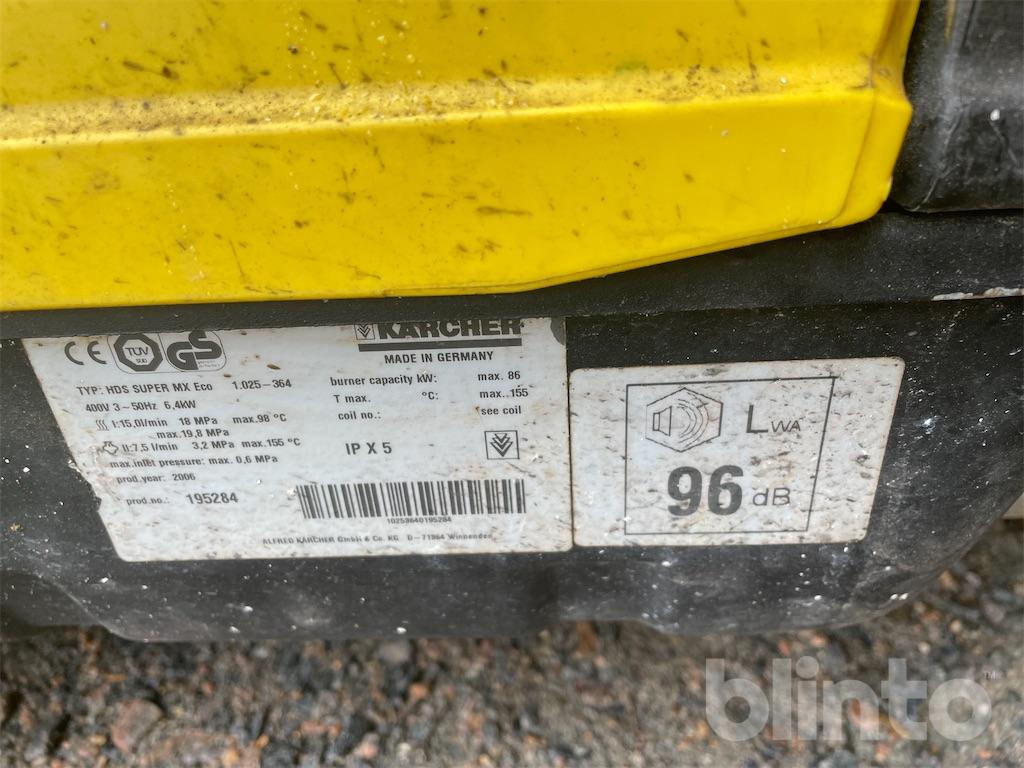 CE TÜV SÜD GS
KÄRCHER
MADE IN GERMANY
TYP: HDS SUPER MX Eco 1.025-364
400V 3~50Hz 6,4kW
I:15,0l/min 18 MPa max.98 °C
max.19,8 MPa
II:7,5 l/min 3,2 MPa max.155 °C
max.inlet pressure: max. 0,6 MPa
prod.year: 2006
prod.no.: 195284
burner capacity kW: max. 86
T max. °C: max..155
coil no.: see coil
IP X 5
10253640195284
ALFRED KÄRCHER GmbH & Co. KG D-71364 Winnenden
LWA
96 dB
blinto™